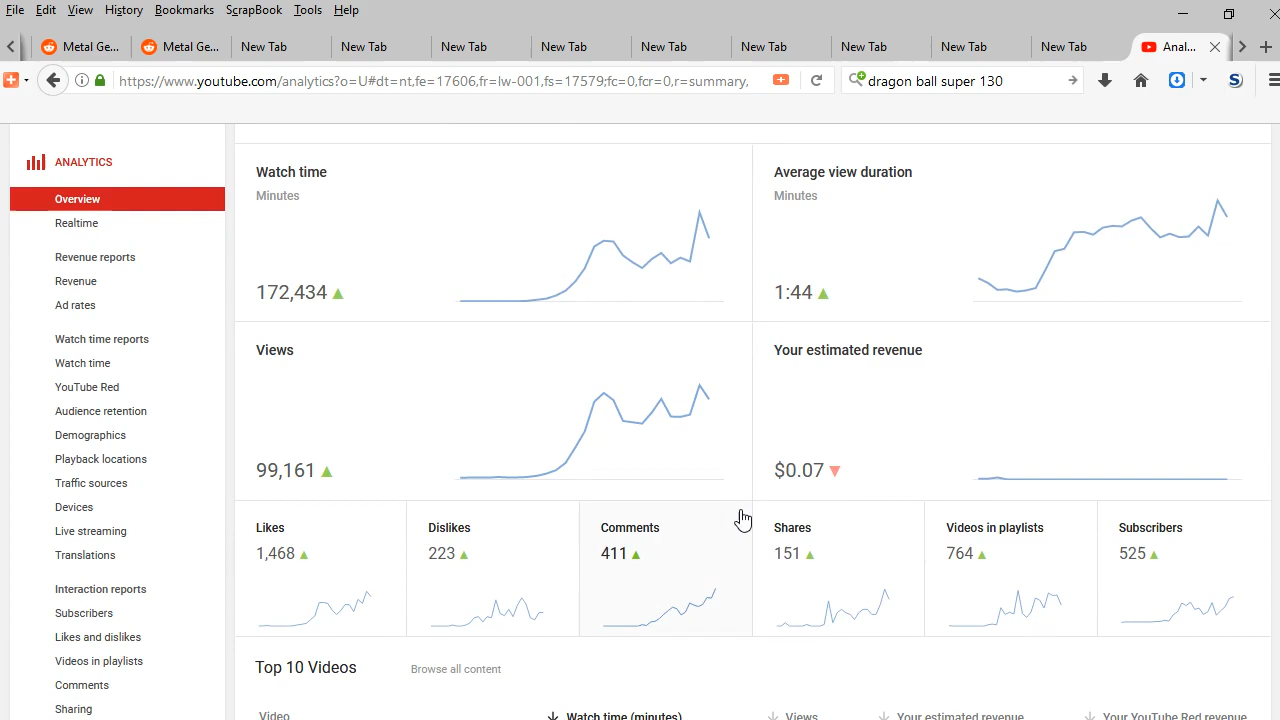 File Edit View History Bookmarks ScrapBook Tools Help
Metal Ge... Metal Ge... New Tab New Tab New Tab New Tab New Tab New Tab New Tab New Tab New Tab Anal...
https://www.youtube.com/analytics?o=U#dt=nt,fe=17606,fr=lw-001,fs=17579;fc=0,fcr=0,r=summary, dragon ball super 130
ANALYTICS
Overview
Realtime
Revenue reports
Revenue
Ad rates
Watch time reports
Watch time
YouTube Red
Audience retention
Demographics
Playback locations
Traffic sources
Devices
Live streaming
Translations
Interaction reports
Subscribers
Likes and dislikes
Videos in playlists
Comments
Sharing
Watch time
Minutes
172,434
Average view duration
Minutes
1:44
Views
99,161
Your estimated revenue
$0.07
Likes
1,468
Dislikes
223
Comments
411
Shares
151
Videos in playlists
764
Subscribers
525
Top 10 Videos Browse all content
Video Watch time (minutes) Views Your estimated revenue Your YouTube Red revenue